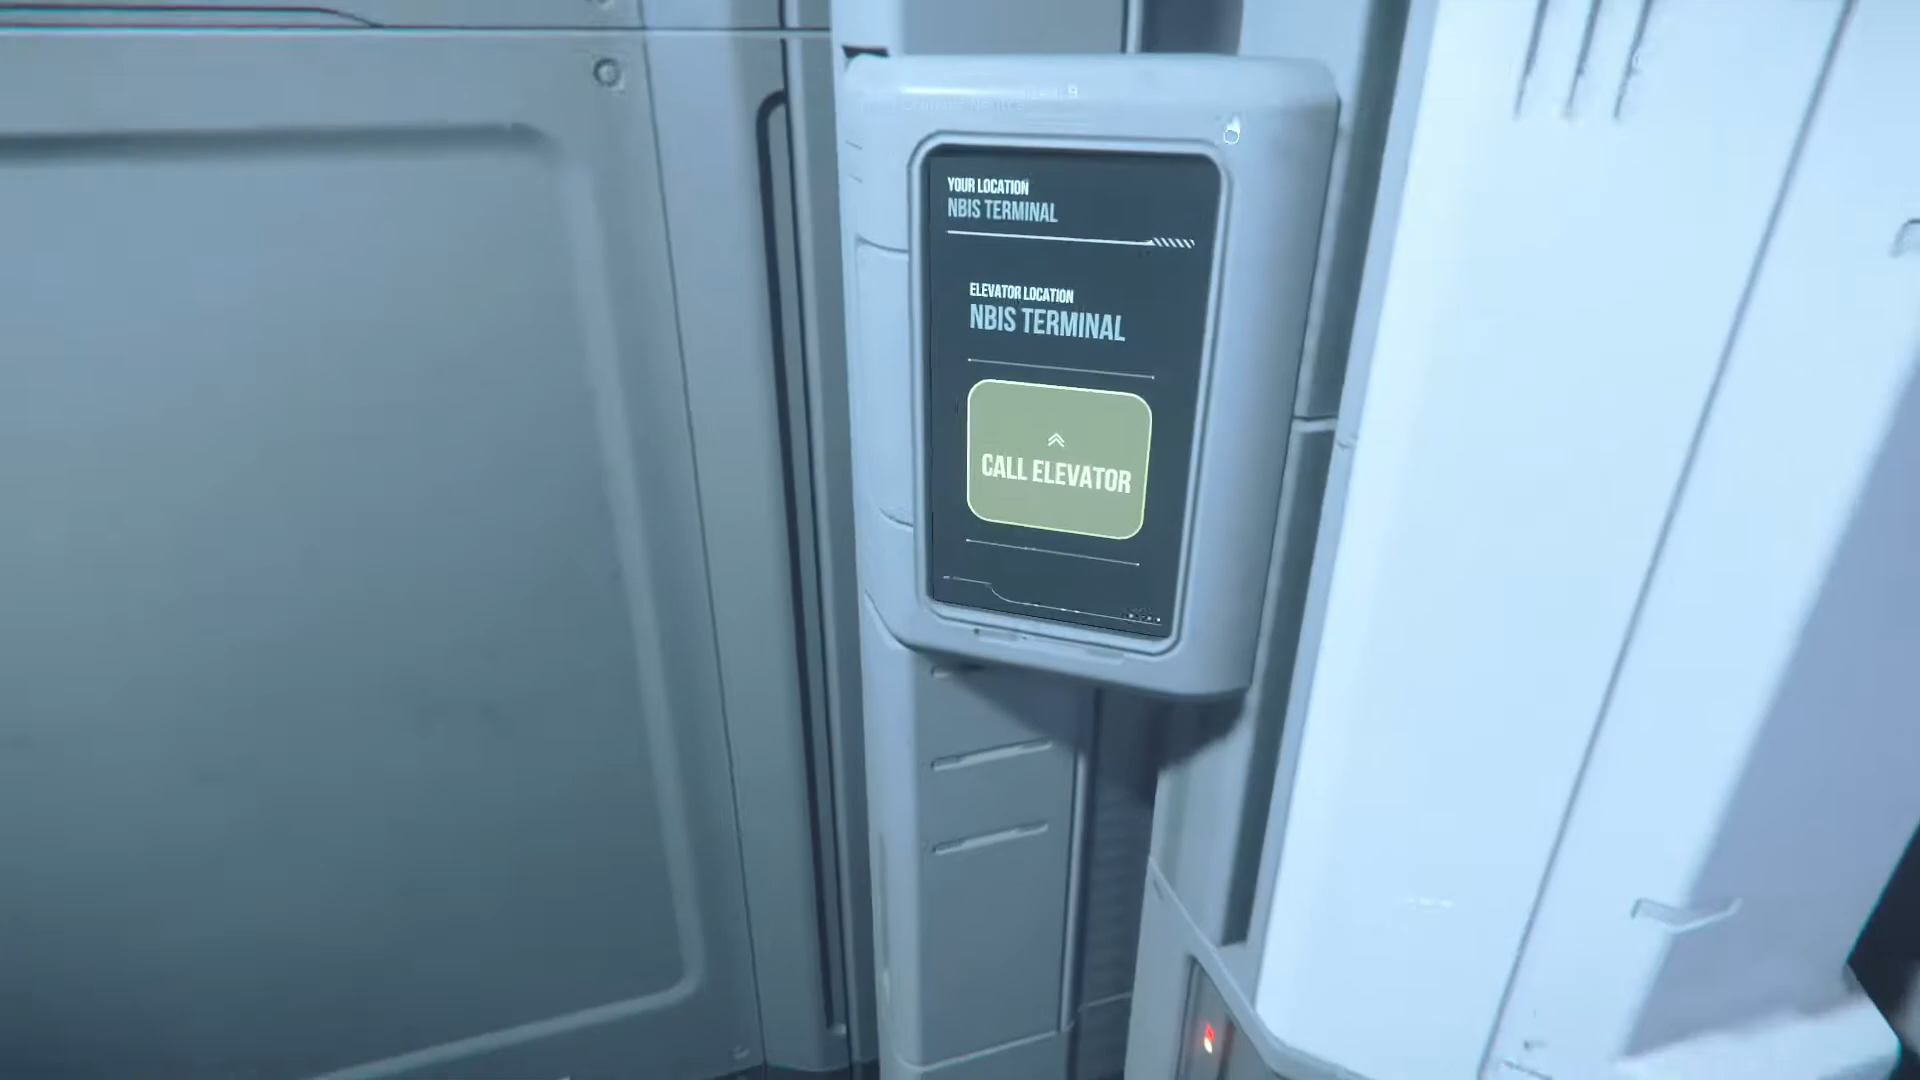 YOUR LOCATION
NBIS TERMINAL
ELEVATOR LOCATION
NBIS TERMINAL
CALL ELEVATOR